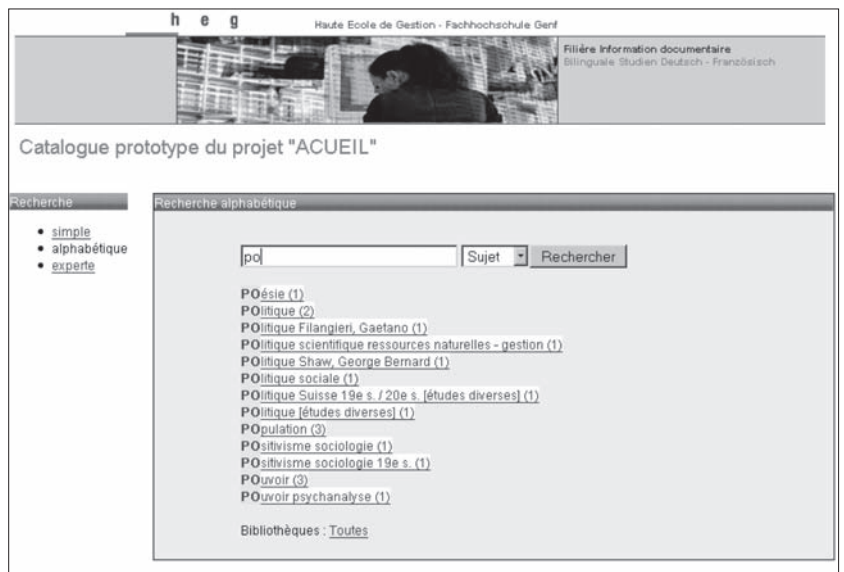 h e g
Haute Ecole de Gestion - Fachhochschule Genf
Filière Information documentaire
Bilinguale Studien Deutsch - Französisch
Catalogue prototype du projet "ACUEIL"
Recherche
simple
alphabétique
experte
Recherche alphabétique
po
Sujet
Rechercher
POésie (1)
POlitique (2)
POlitique Filangieri, Gaetano (1)
POlitique scientifique ressources naturelles - gestion (1)
POlitique Shaw, George Bernard (1)
POlitique sociale (1)
POlitique Suisse 19e s. / 20e s. [études diverses] (1)
POlitique [études diverses] (1)
POpulation (3)
POsitivisme sociologie (1)
POsitivisme sociologie 19e s. (1)
POuvoir (3)
POuvoir psychanalyse (1)
Bibliothèques : Toutes